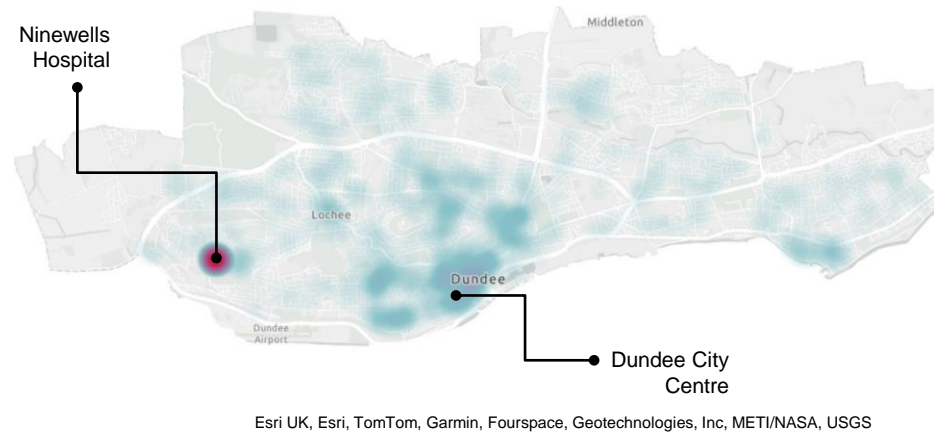 Middleton
Ninewells
Hospital
Lochee
Dundee
Dundee
Airport
Dundee City
Centre
Esri UK, Esri, TomTom, Garmin, Fourspace, Geotechnologies, Inc, METI/NASA, USGS